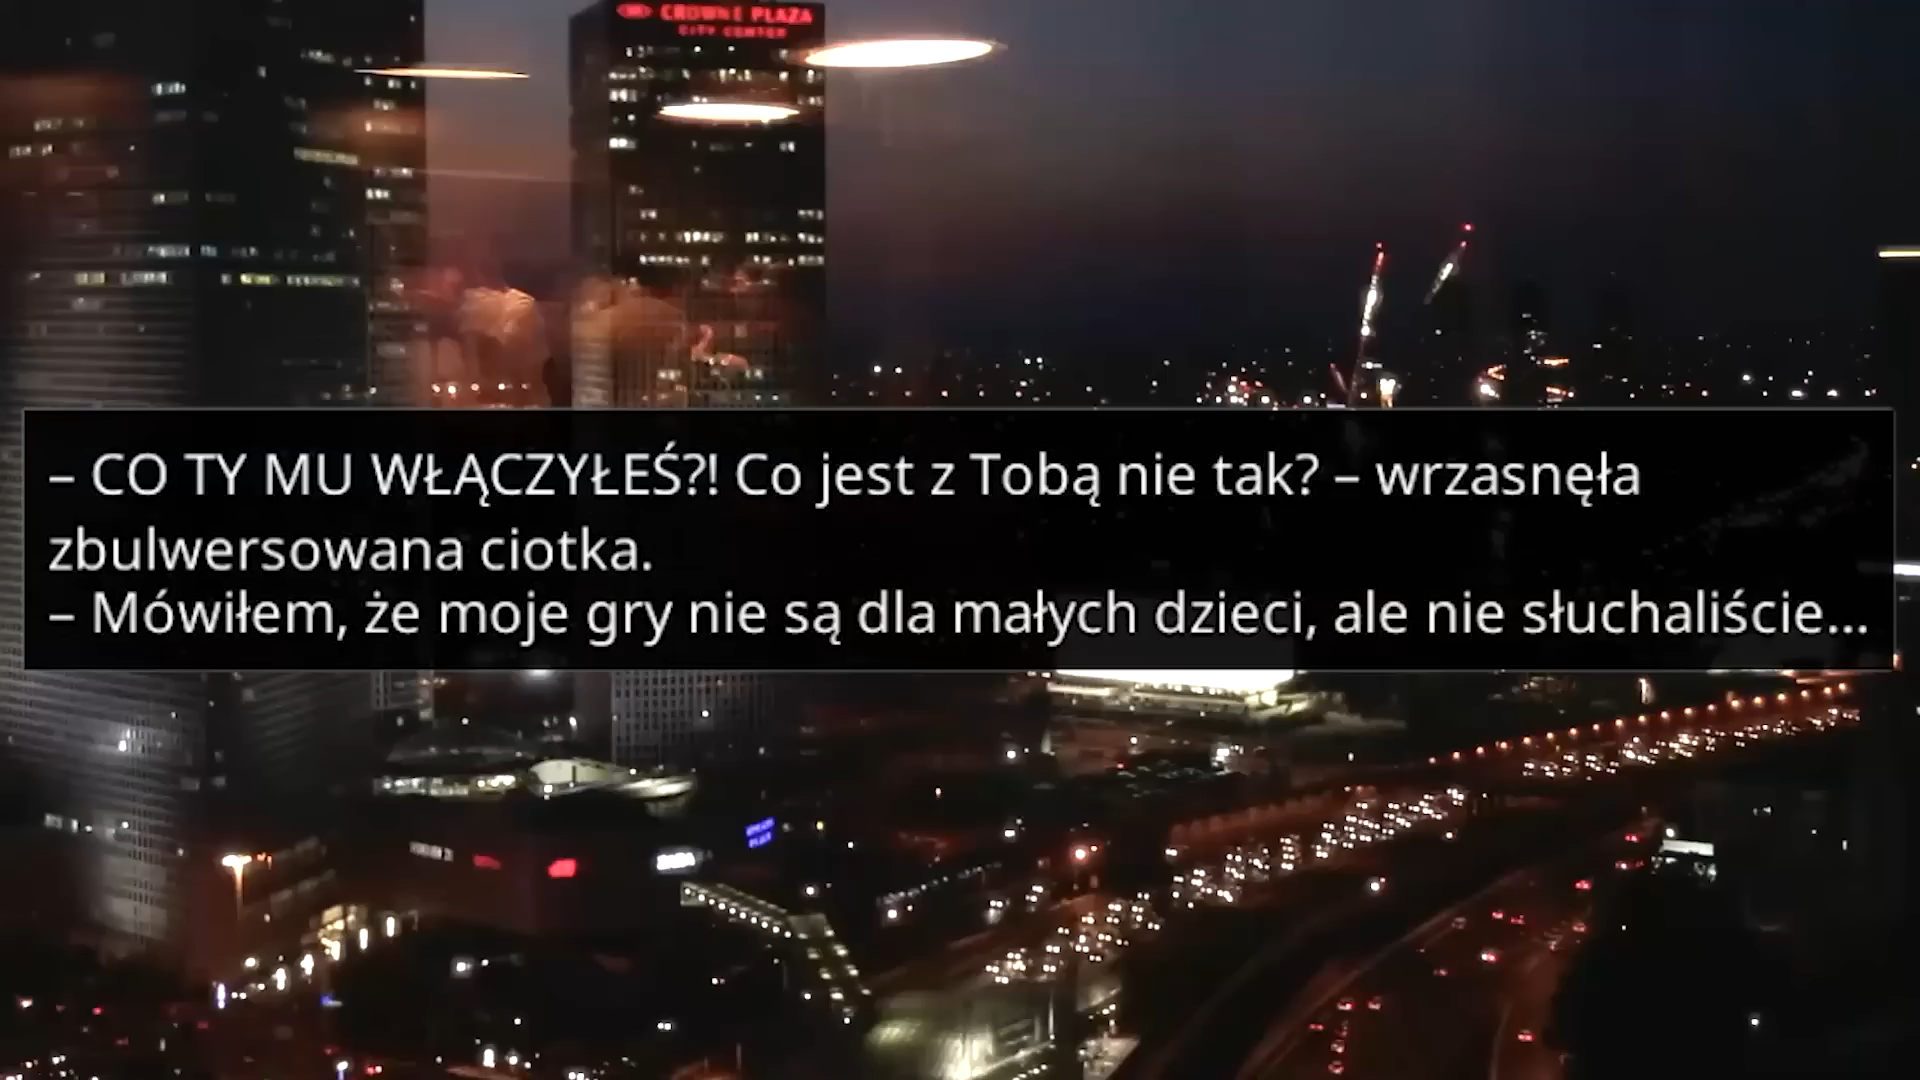 CROWNE PLAZA
CITY CENTER
– CO TY MU WŁĄCZYŁEŚ?! Co jest z Tobą nie tak? – wrzasnęła
zbulwersowana ciotka.
– Mówiłem, że moje gry nie są dla małych dzieci, ale nie słuchaliście...